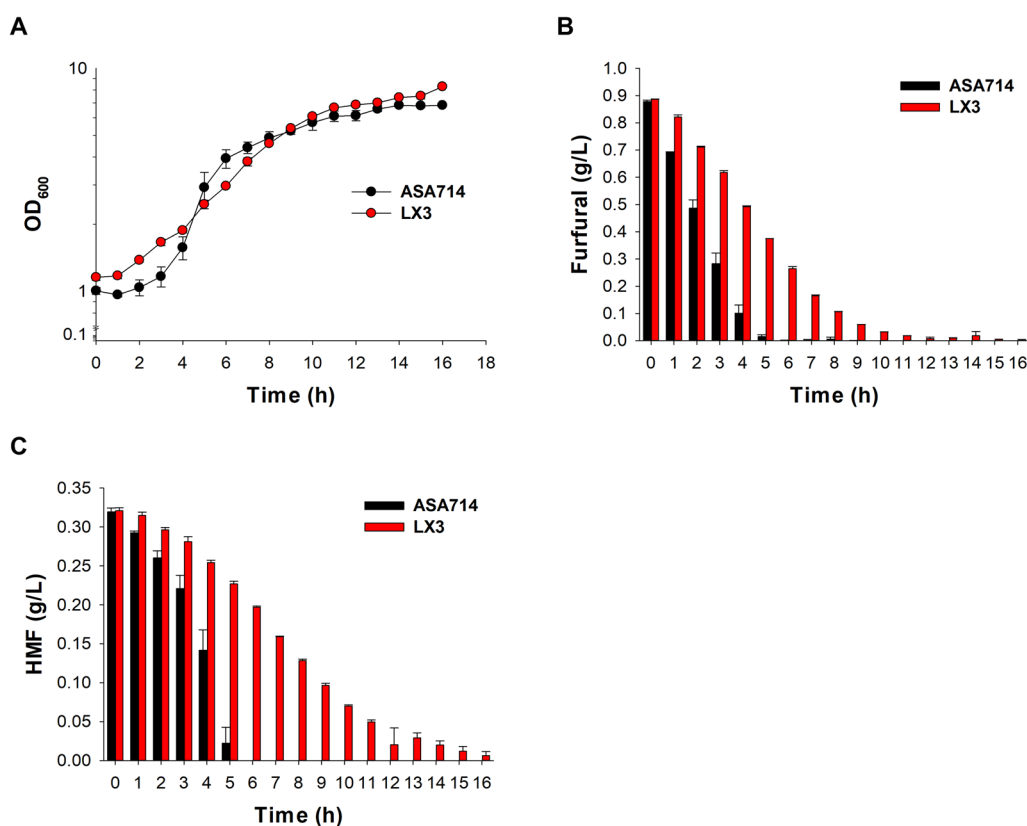 A
10
1
0.1
OD600
ASA714
LX3
0 2 4 6 8 10 12 14 16 18
Time (h)
B
1.0
0.9
0.8
0.7
0.6
0.5
0.4
0.3
0.2
0.1
0.0
Furfural (g/L)
ASA714
LX3
0 1 2 3 4 5 6 7 8 9 10 11 12 13 14 15 16
Time (h)
C
0.35
0.30
0.25
0.20
0.15
0.10
0.05
0.00
HMF (g/L)
ASA714
LX3
0 1 2 3 4 5 6 7 8 9 10 11 12 13 14 15 16
Time (h)